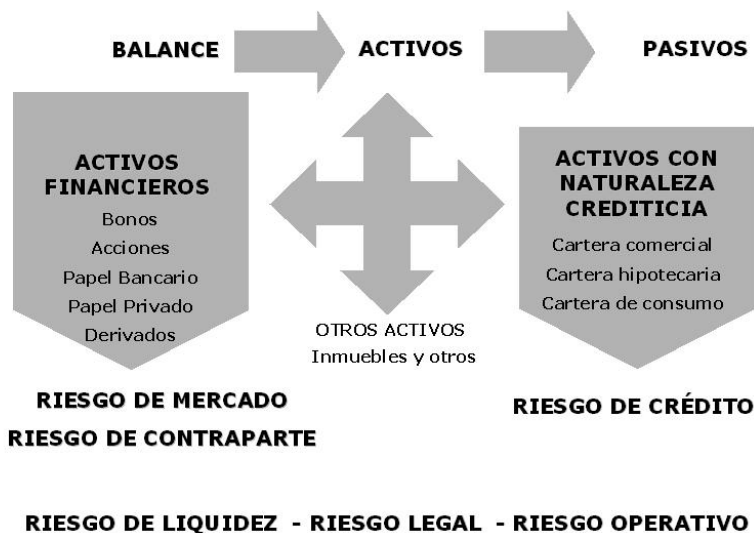 BALANCE
ACTIVOS
PASIVOS
ACTIVOS
FINANCIEROS
Bonos
Acciones
Papel Bancario
Papel Privado
Derivados
OTROS ACTIVOS
Inmuebles y otros
ACTIVOS CON
NATURALEZA
CREDITICIA
Cartera comercial
Cartera hipotecaria
Cartera de consumo
RIESGO DE MERCADO
RIESGO DE CONTRAPARTE
RIESGO DE CRÉDITO
RIESGO DE LIQUIDEZ - RIESGO LEGAL - RIESGO OPERATIVO